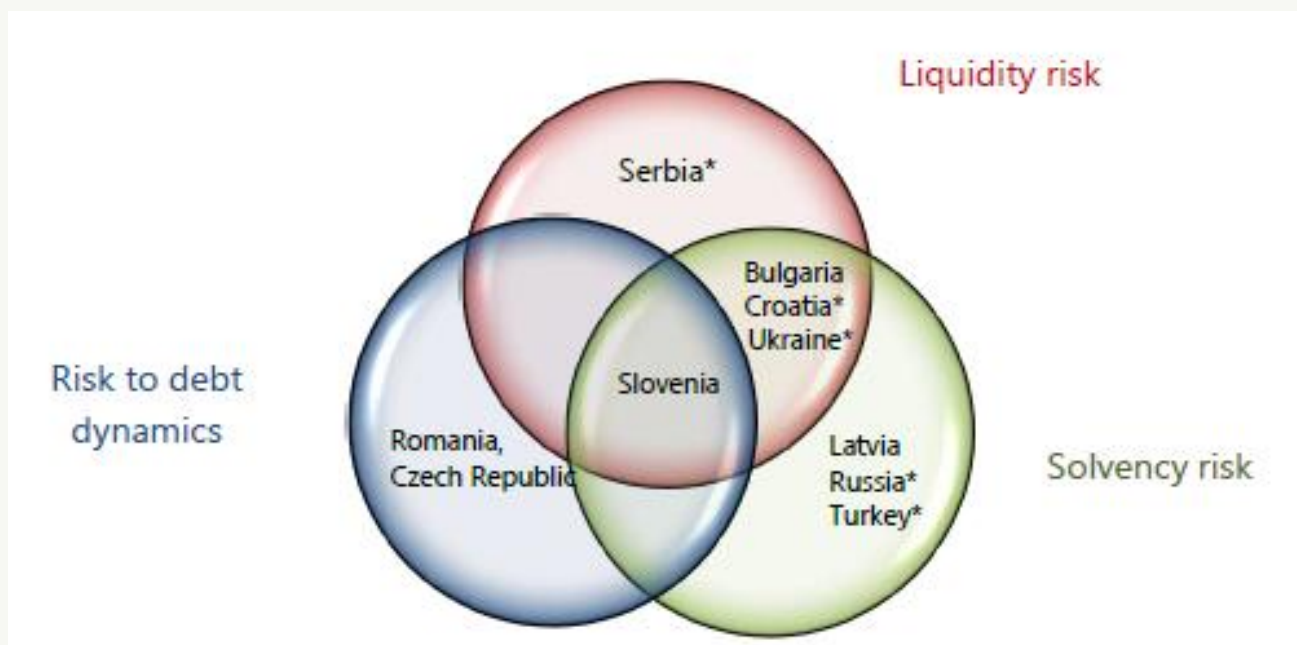 Liquidity risk
Serbia*
Bulgaria
Croatia*
Ukraine*
Risk to debt
dynamics
Slovenia
Romania,
Czech Republic
Latvia
Russia*
Turkey*
Solvency risk